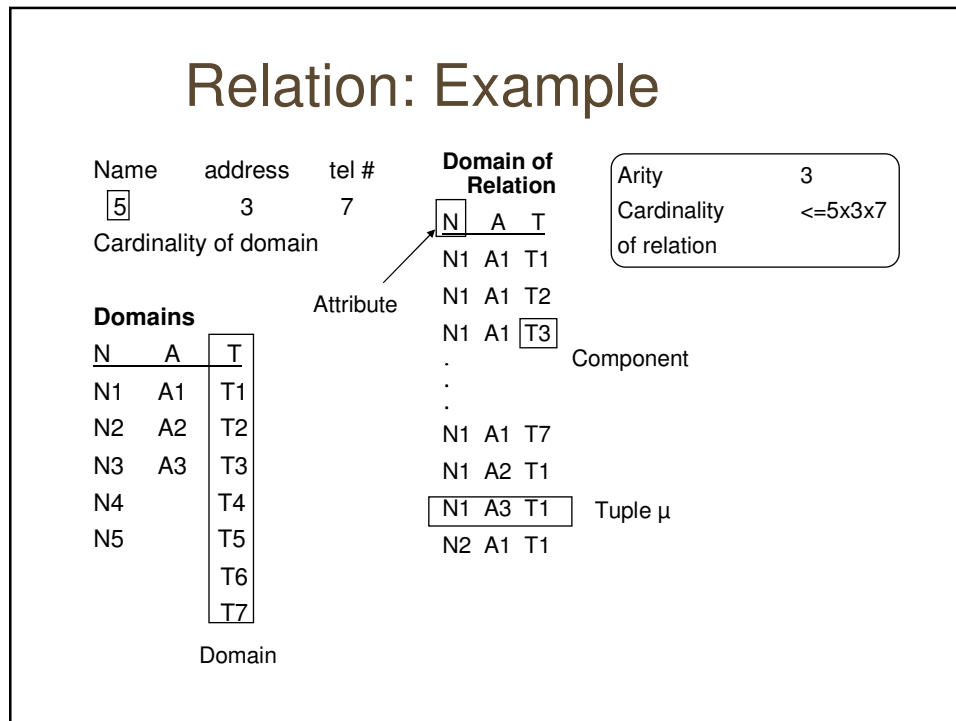 Relation: Example
Name address tel #
5 3 7
Cardinality of domain
Domains
N A T
N1 A1 T1
N2 A2 T2
N3 A3 T3
N4 T4
N5 T5
T6
T7
Domain
Attribute
Domain of
Relation
N A T
N1 A1 T1
N1 A1 T2
N1 A1 T3
Component
.
.
.
N1 A1 T7
N1 A2 T1
N1 A3 T1 Tuple µ
N2 A1 T1
Arity 3
Cardinality <=5x3x7
of relation